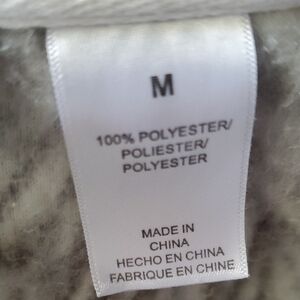 M
100% POLYESTER/
POLIESTER/
POLYESTER
MADE IN
CHINA
HECHO EN CHINA
FABRIQUE EN CHINE